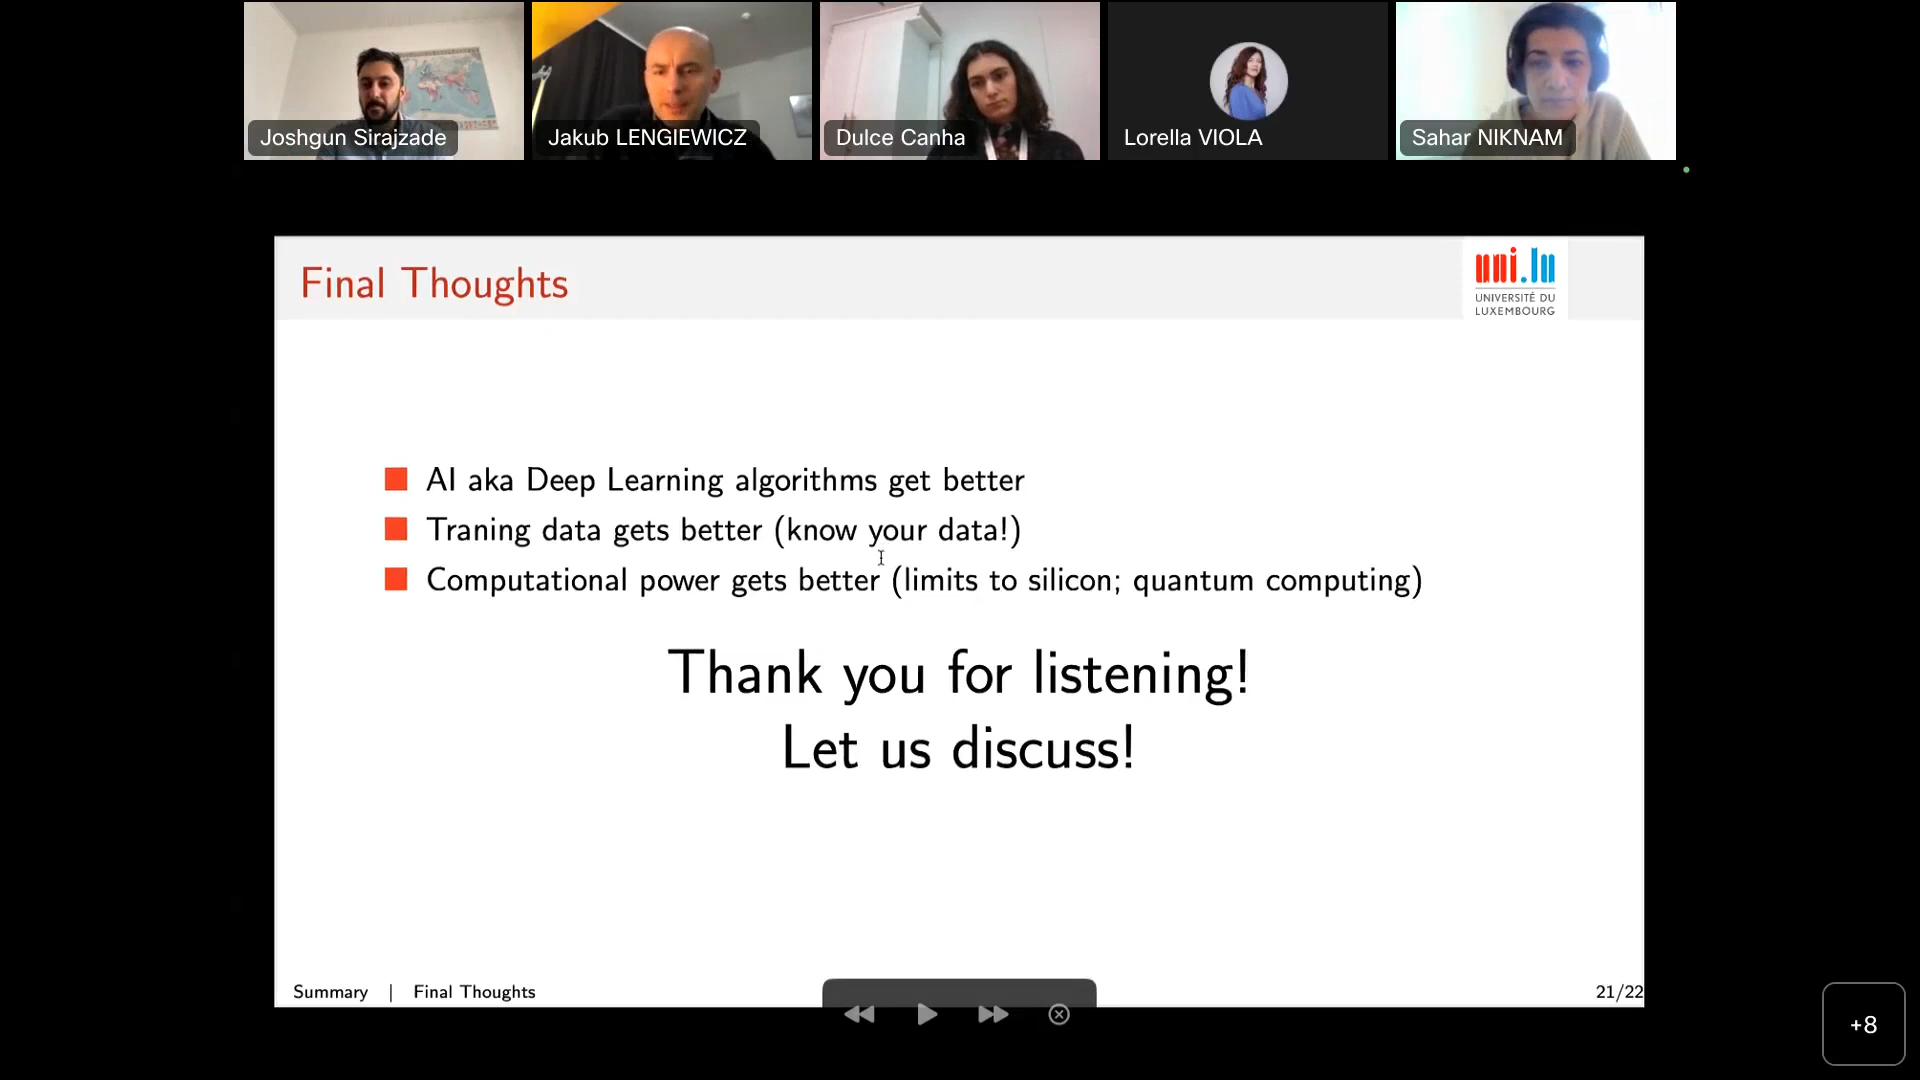 Joshgun Sirajzade
Jakub LENGIEWICZ
Dulce Canha
Lorella VIOLA
Sahar NIKNAM
Final Thoughts
uni.lu
UNIVERSITÉ DU
LUXEMBOURG
AI aka Deep Learning algorithms get better
Traning data gets better (know your data!)
Computational power gets better (limits to silicon; quantum computing)
Thank you for listening!
Let us discuss!
Summary | Final Thoughts
21/22
+8